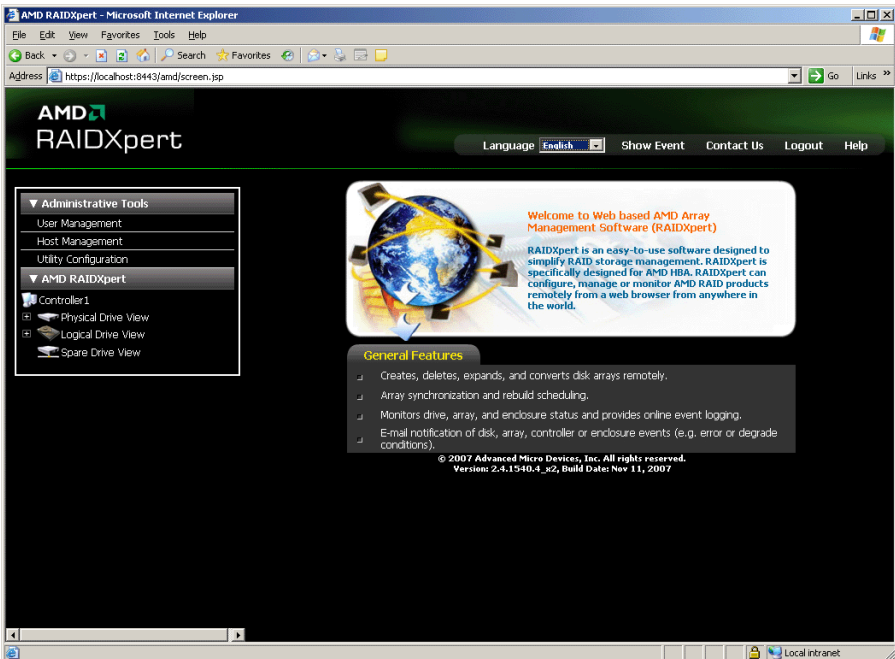 AMD RAIDXpert - Microsoft Internet Explorer
File Edit View Favorites Tools Help
Back Search Favorites
Address https://localhost:8443/amd/screen.jsp Go Links »
AMD
RAIDXpert
Language English Show Event Contact Us Logout Help
▼ Administrative Tools
User Management
Host Management
Utility Configuration
▼ AMD RAIDXpert
Controller1
Physical Drive View
Logical Drive View
Spare Drive View
Welcome to Web based AMD Array
Management Software (RAIDXpert)
RAIDXpert is an easy-to-use software designed to
simplify RAID storage management. RAIDXpert is
specifically designed for AMD HBA. RAIDXpert can
configure, manage or monitor AMD RAID products
remotely from a web browser from anywhere in
the world.
General Features
Creates, deletes, expands, and converts disk arrays remotely.
Array synchronization and rebuild scheduling.
Monitors drive, array, and enclosure status and provides online event logging.
E-mail notification of disk, array, controller or enclosure events (e.g. error or degrade
conditions).
© 2007 Advanced Micro Devices, Inc. All rights reserved.
Version: 2.4.1540.4_x2, Build Date: Nov 11, 2007
Local intranet